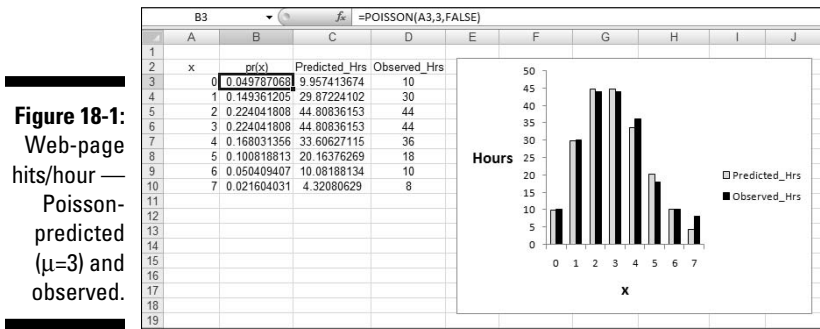 Figure 18-1:
Web-page
hits/hour —
Poisson-
predicted
(μ=3) and
observed.
B3 fx =POISSON(A3,3,FALSE)
A B C D E F G H I J
1
2 x pr(x) Predicted_Hrs Observed_Hrs
3 0 0.049787068 9.957413674 10
4 1 0.149361205 29.87224102 30
5 2 0.224041808 44.80836153 44
6 3 0.224041808 44.80836153 44
7 4 0.168031356 33.60627115 36
8 5 0.100818813 20.16376269 18
9 6 0.050409407 10.08188134 10
10 7 0.021604031 4.32080629 8
11
12
13
14
15
16
17
18
19
50
45
40
35
30
25
20
15
10
5
0
Hours
0 1 2 3 4 5 6 7
x
Predicted_Hrs
Observed_Hrs